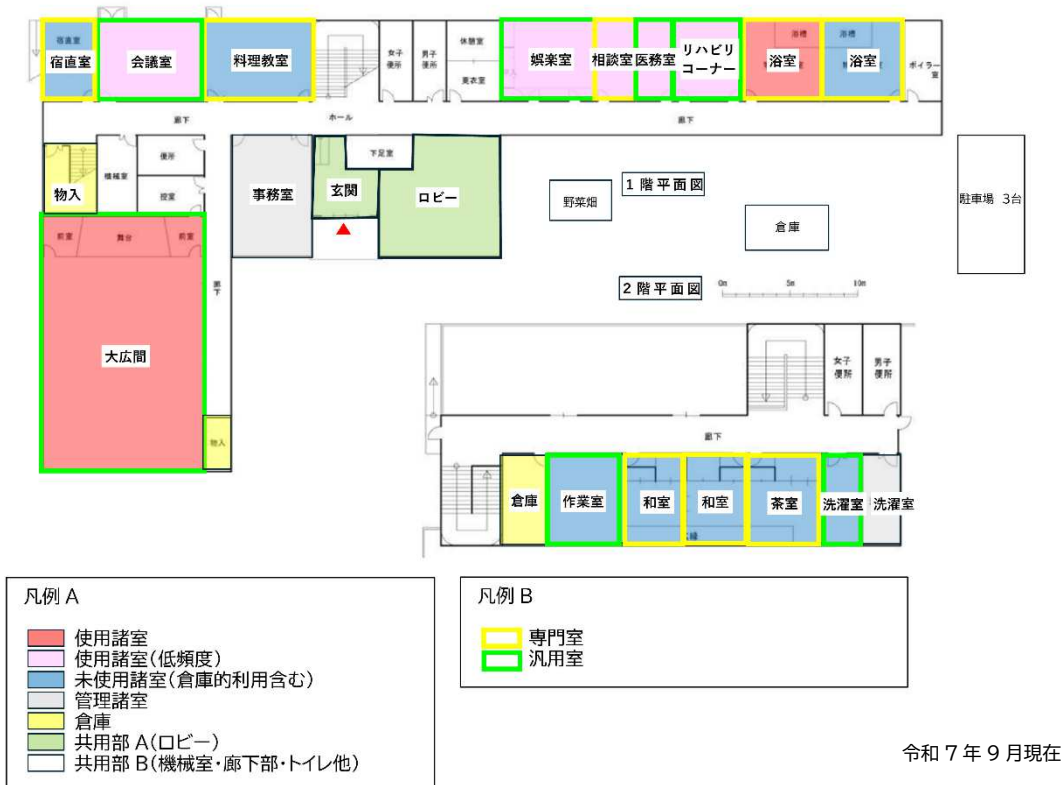 宿直室
宿直室
会議室
料理教室
女子便所
男子便所
休憩室
更衣室
娯楽室
相談室
医務室
リハビリ
コーナー
浴槽
浴室
浴槽
浴室
ボイラー室
廊下
ホール
廊下
物入
機械室
便所
控室
事務室
玄関
下足室
ロビー
野菜畑
1階平面図
倉庫
駐車場 3台
前室
舞台
前室
廊下
大広間
物入
2階平面図
0m 5m 10m
女子便所
男子便所
廊下
倉庫
作業室
和室
和室
茶室
洗濯室
洗濯室
凡例 A
使用諸室
使用諸室(低頻度)
未使用諸室(倉庫的利用含む)
管理諸室
倉庫
共用部 A(ロビー)
共用部 B(機械室・廊下部・トイレ他)
凡例 B
専門室
汎用室
令和 7 年 9 月現在